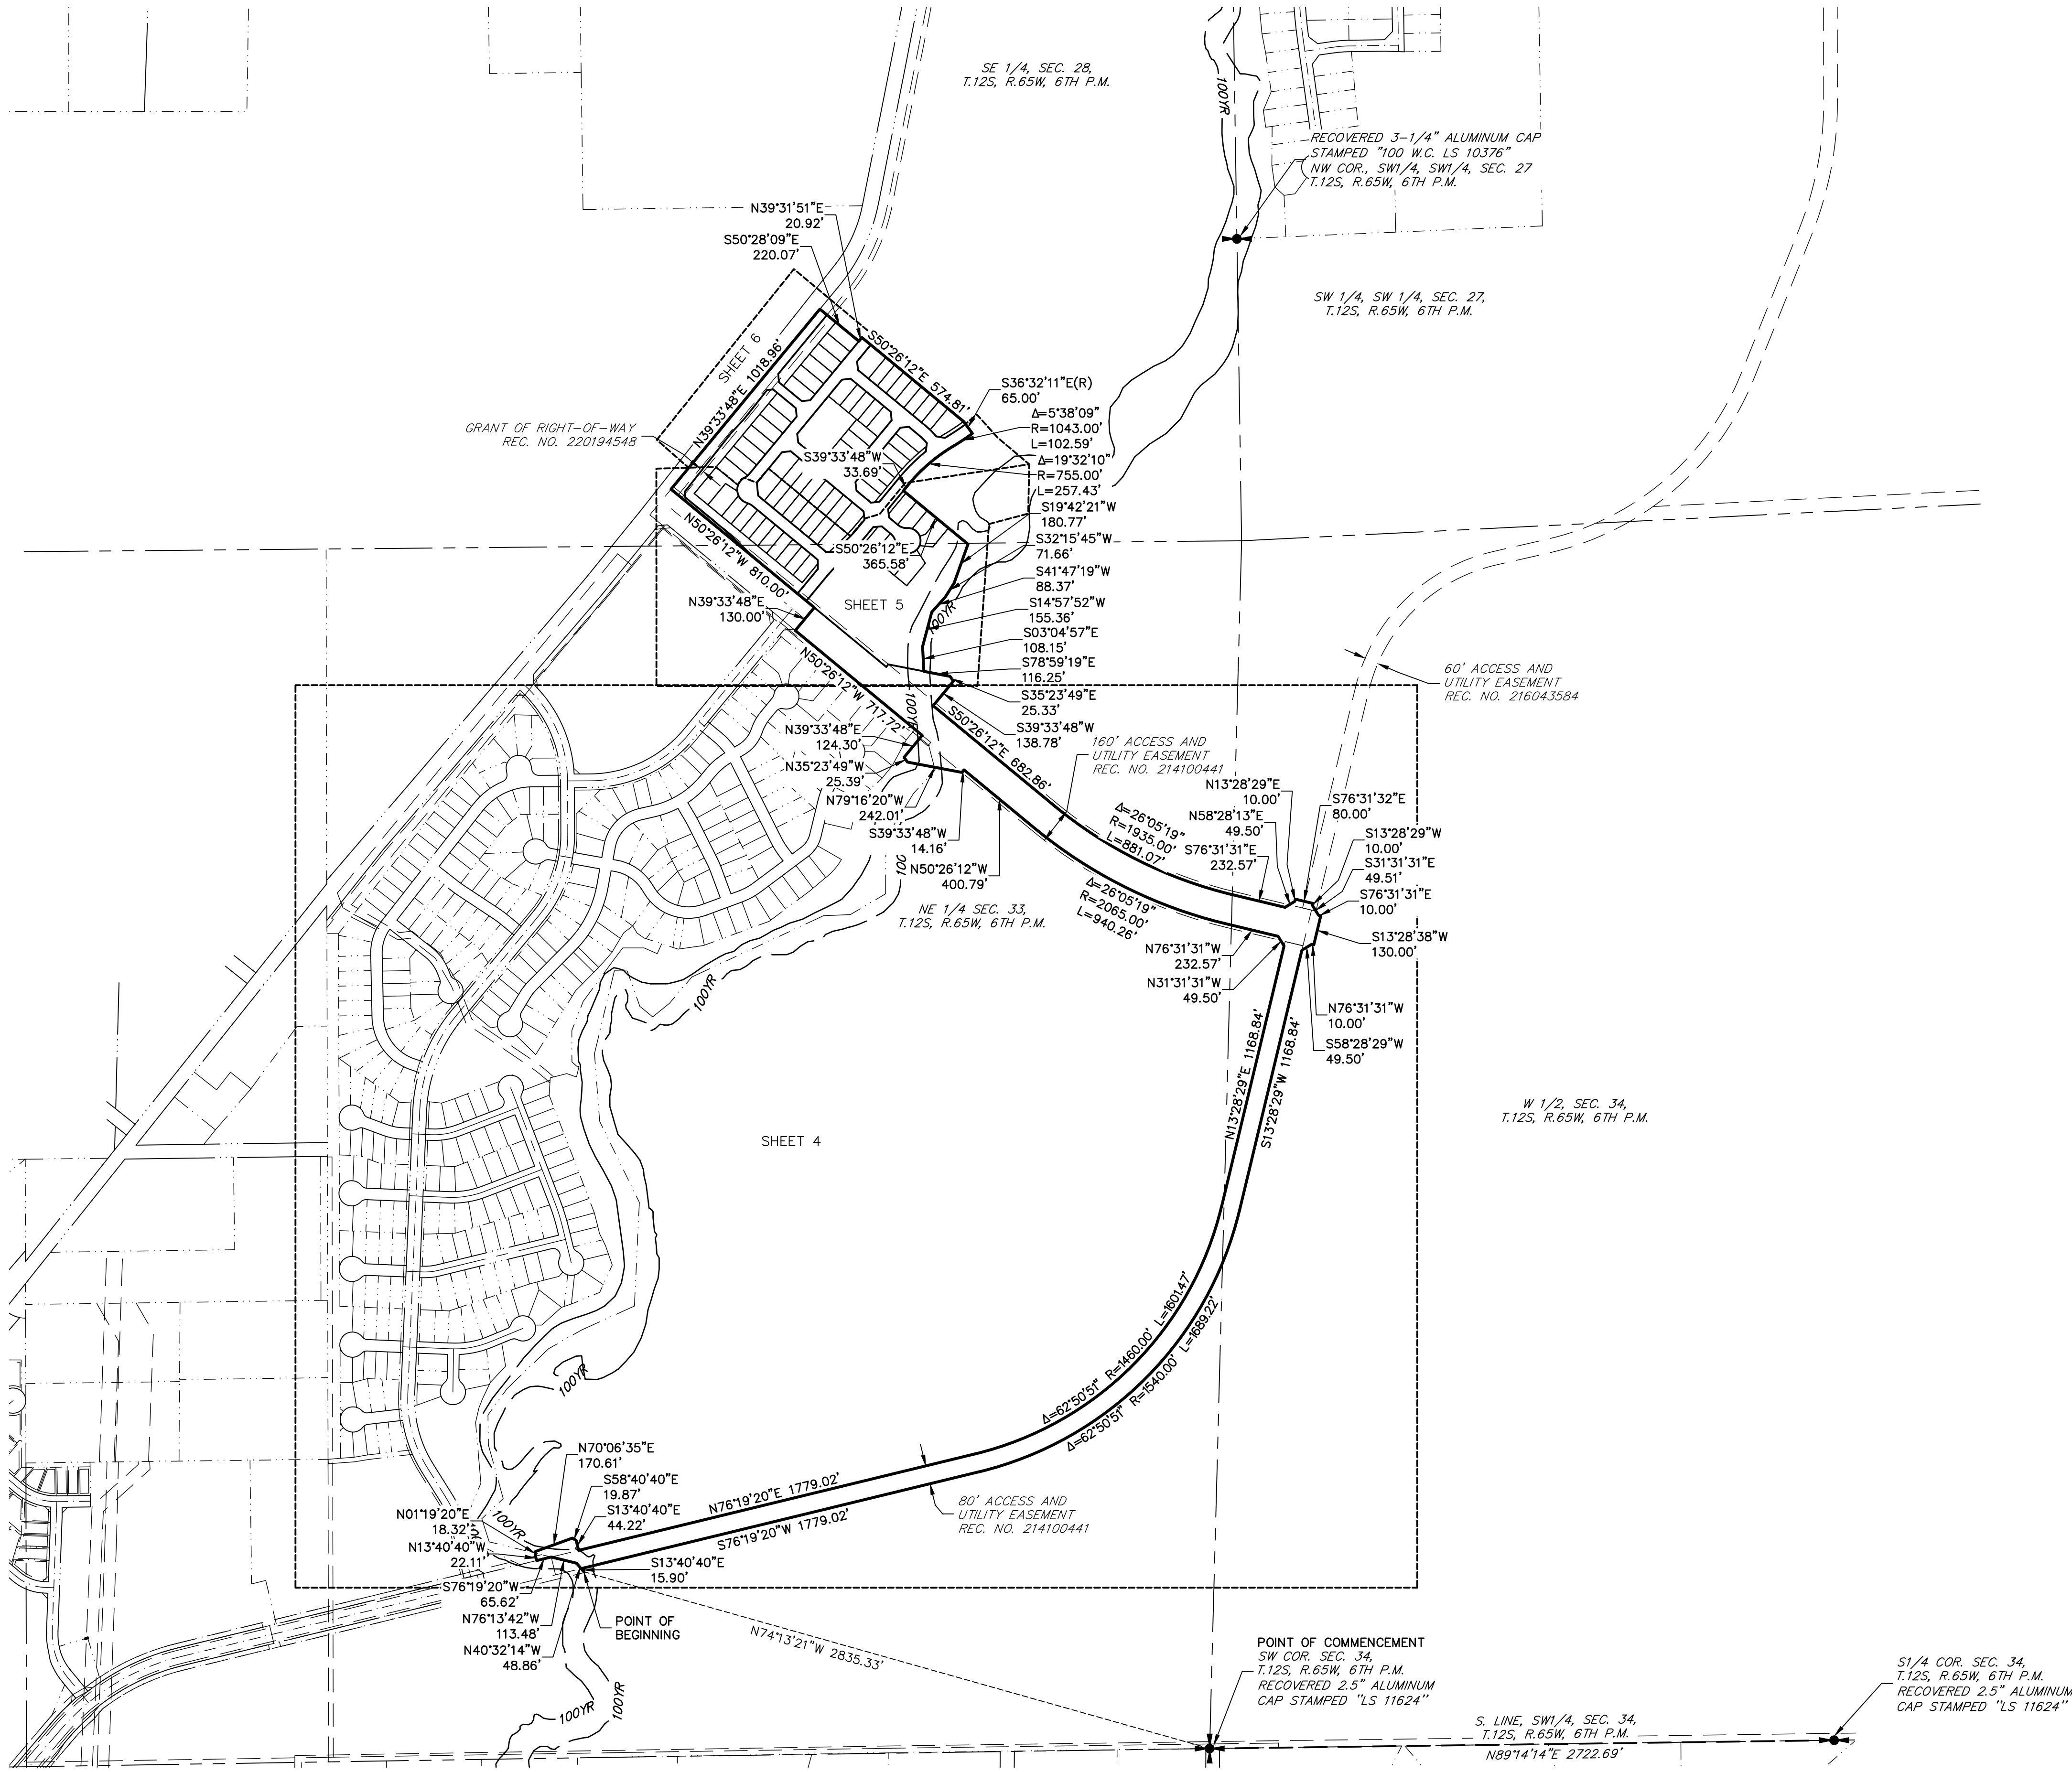 SE 1/4, SEC. 28,
T.12S, R.65W, 6TH P.M.
100YR
RECOVERED 3-1/4" ALUMINUM CAP
STAMPED "100 W.C. LS 10376"
NW COR., SW1/4, SW1/4, SEC. 27
T.12S, R.65W, 6TH P.M.
N39°31'51"E
20.92'
S50°28'09"E
220.07'
SW 1/4, SW 1/4, SEC. 27,
T.12S, R.65W, 6TH P.M.
SHEET 6
N39°33'48"E 1018.96'
S50°26'12"E 574.81'
S36°32'11"E(R)
65.00'
Δ=5°38'09"
R=1043.00'
L=102.59'
GRANT OF RIGHT-OF-WAY
REC. NO. 220194548
S39°33'48"W
33.69'
Δ=19°32'10"
R=755.00'
L=257.43'
S19°42'21"W
180.77'
N50°26'12"W 810.00'
S50°26'12"E
365.58'
S32°15'45"W
71.66'
S41°47'19"W
88.37'
N39°33'48"E
130.00'
SHEET 5
100YR
S14°57'52"W
155.36'
S03°04'57"E
108.15'
S78°59'19"E
116.25'
60' ACCESS AND
UTILITY EASEMENT
REC. NO. 216043584
N50°26'12"W 717.72'
100YR
S35°23'49"E
25.33'
S39°33'48"W
138.78'
N39°33'48"E
124.30'
S50°26'12"E 682.86'
160' ACCESS AND
UTILITY EASEMENT
REC. NO. 214100441
N35°23'49"W
25.39'
N79°16'20"W
242.01'
S39°33'48"W
14.16'
100
N50°26'12"W
400.79'
Δ=26°05'19"
R=1935.00'
L=881.07'
N13°28'29"E
10.00'
N58°28'13"E
49.50'
S76°31'31"E
232.57'
S76°31'32"E
80.00'
S13°28'29"W
10.00'
S31°31'31"E
49.51'
S76°31'31"E
10.00'
NE 1/4 SEC. 33,
T.12S, R.65W, 6TH P.M.
Δ=26°05'19"
R=2065.00'
L=940.26'
S13°28'38"W
130.00'
N76°31'31"W
232.57'
N31°31'31"W
49.50'
100YR
N76°31'31"W
10.00'
S58°28'29"W
49.50'
N13°28'29"E 1168.84'
S13°28'29"W 1168.84'
W 1/2, SEC. 34,
T.12S, R.65W, 6TH P.M.
SHEET 4
Δ=62°50'51" R=1460.00' L=1601.47'
Δ=62°50'51" R=1540.00' L=1689.22'
100YR
N70°06'35"E
170.61'
S58°40'40"E
19.87'
S13°40'40"E
44.22'
N76°19'20"E 1779.02'
S76°19'20"W 1779.02'
80' ACCESS AND
UTILITY EASEMENT
REC. NO. 214100441
N01°19'20"E
18.32'
100YR
N13°40'40"W
22.11'
S13°40'40"E
15.90'
S76°19'20"W
65.62'
N76°13'42"W
113.48'
N40°32'14"W
48.86'
POINT OF
BEGINNING
N74°13'21"W 2835.33'
100YR
100YR
POINT OF COMMENCEMENT
SW COR. SEC. 34,
T.12S, R.65W, 6TH P.M.
RECOVERED 2.5" ALUMINUM
CAP STAMPED "LS 11624"
S1/4 COR. SEC. 34,
T.12S, R.65W, 6TH P.M.
RECOVERED 2.5" ALUMINUM
CAP STAMPED "LS 11624"
S. LINE, SW1/4, SEC. 34,
T.12S, R.65W, 6TH P.M.
N89°14'14"E 2722.69'